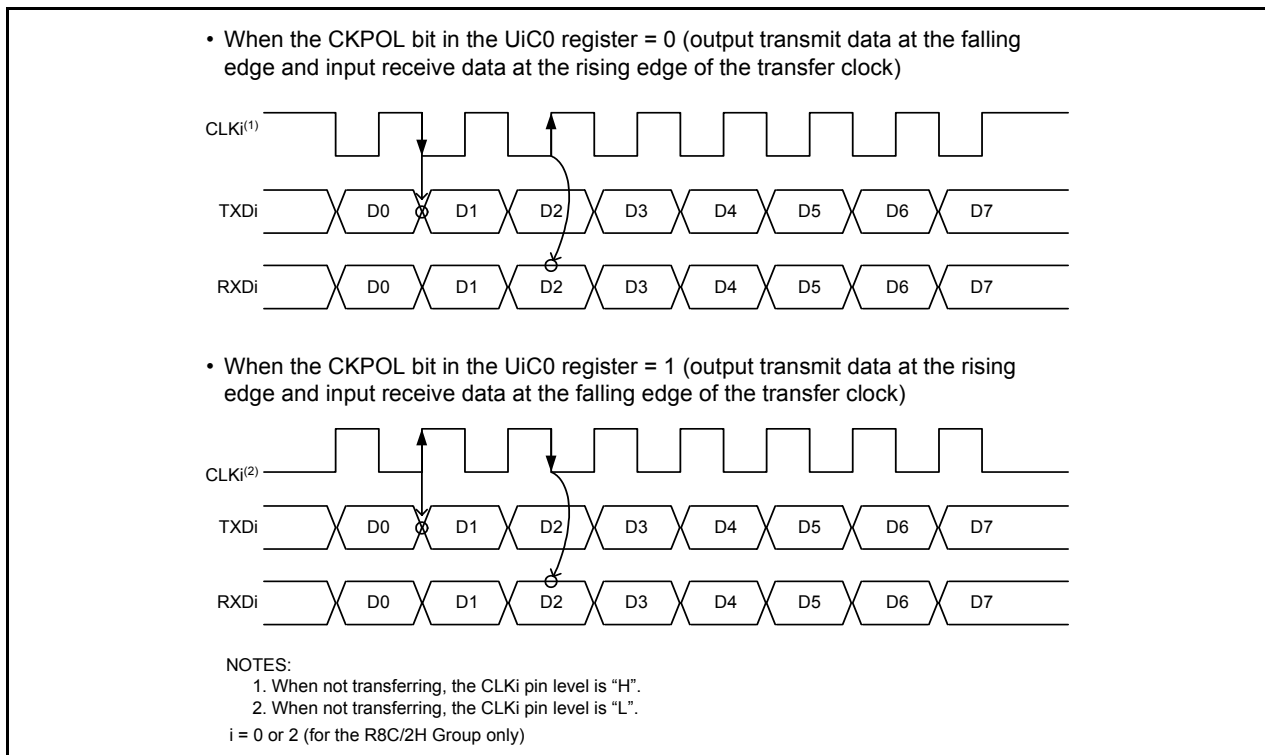 • When the CKPOL bit in the UiC0 register = 0 (output transmit data at the falling
edge and input receive data at the rising edge of the transfer clock)
CLKi(1)
TXDi D0 D1 D2 D3 D4 D5 D6 D7
RXDi D0 D1 D2 D3 D4 D5 D6 D7
• When the CKPOL bit in the UiC0 register = 1 (output transmit data at the rising
edge and input receive data at the falling edge of the transfer clock)
CLKi(2)
TXDi D0 D1 D2 D3 D4 D5 D6 D7
RXDi D0 D1 D2 D3 D4 D5 D6 D7
NOTES:
1. When not transferring, the CLKi pin level is “H”.
2. When not transferring, the CLKi pin level is “L”.
i = 0 or 2 (for the R8C/2H Group only)